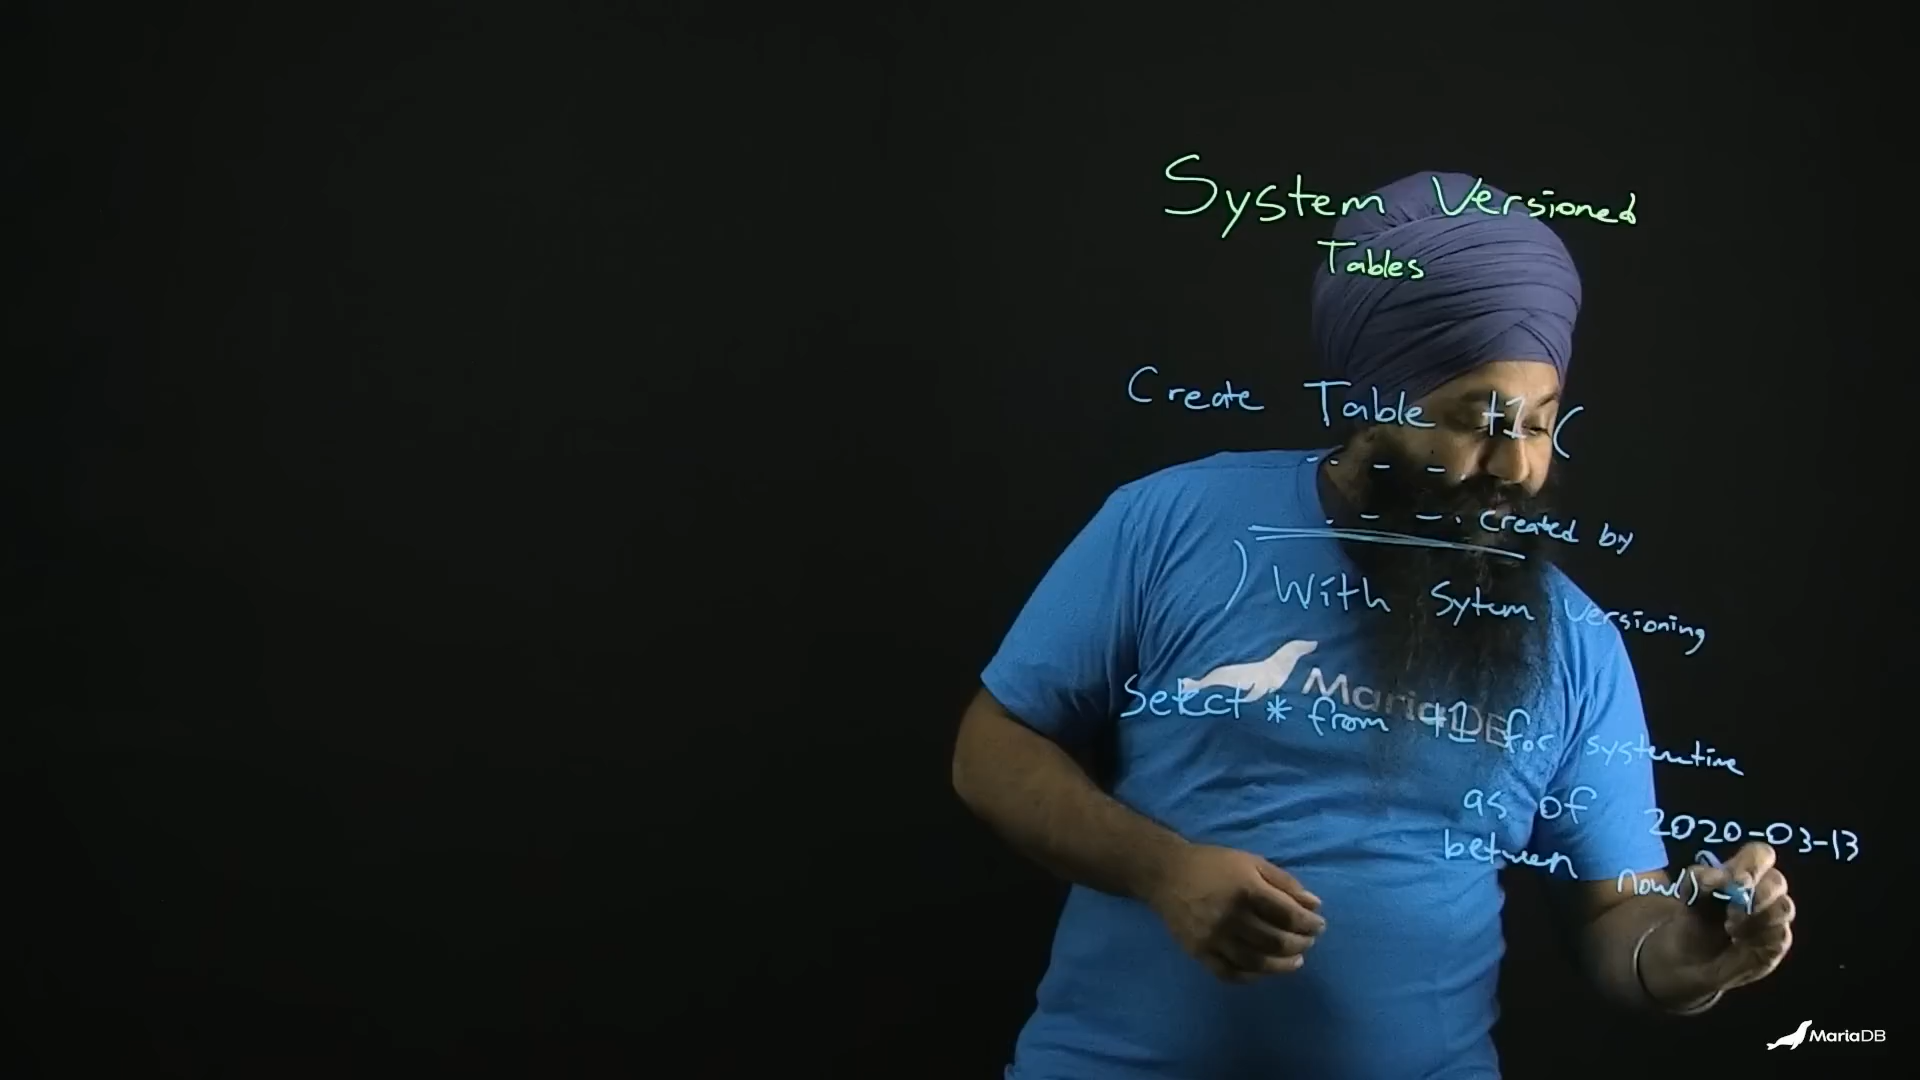 System Versioned
Tables
Create Table t1 (
-- - -.
. - -. Created by
) With Sytem Versioning
MariaDB
Select * from t1 for systemtime
as of 2020-03-13
between now() -
MariaDB